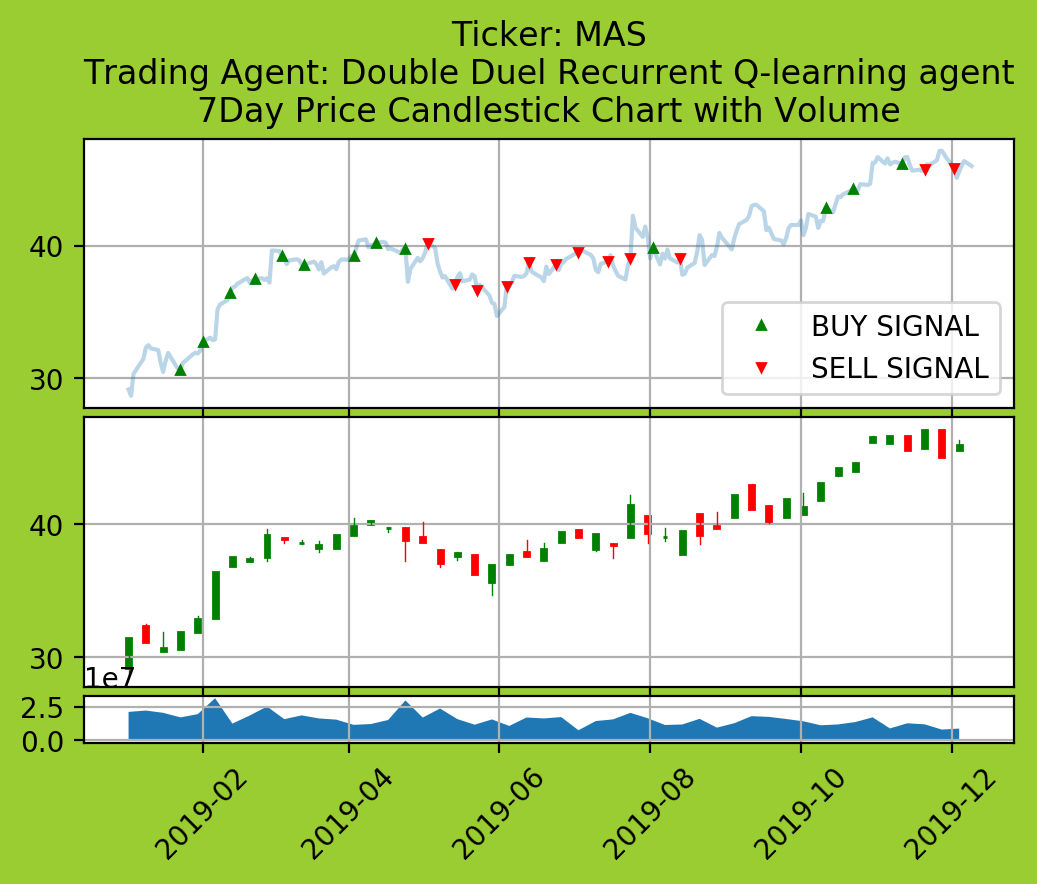 Ticker: MAS
Trading Agent: Double Duel Recurrent Q-learning agent
7Day Price Candlestick Chart with Volume
40
30
BUY SIGNAL
SELL SIGNAL
40
30
1e7
2.5
0.0
2019-02
2019-04
2019-06
2019-08
2019-10
2019-12